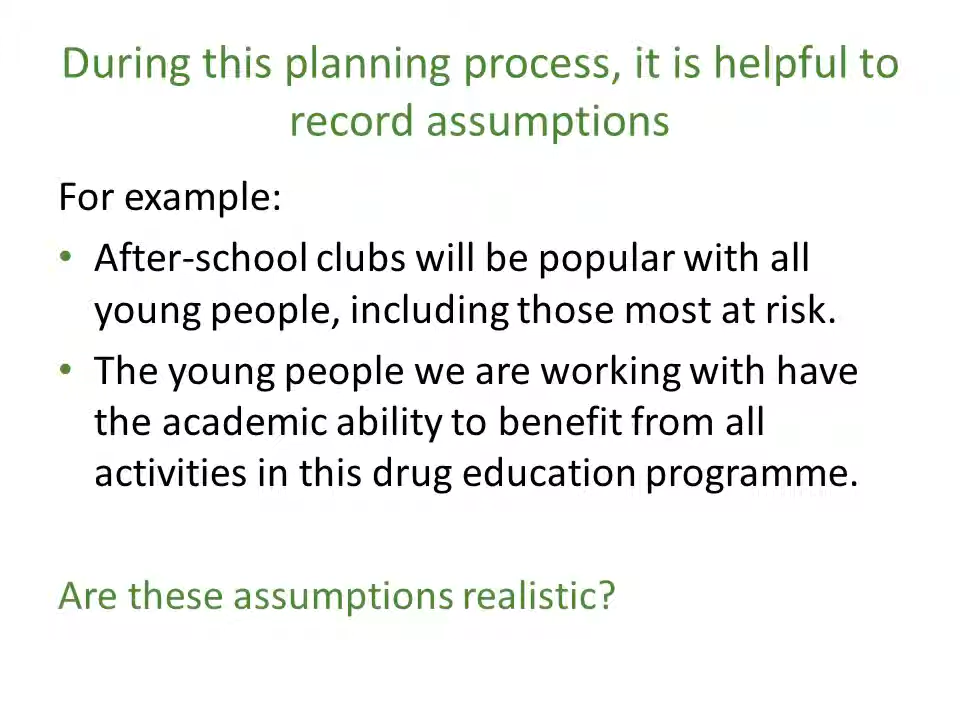 During this planning process, it is helpful to
record assumptions
For example:
• After-school clubs will be popular with all
young people, including those most at risk.
• The young people we are working with have
the academic ability to benefit from all
activities in this drug education programme.
Are these assumptions realistic?